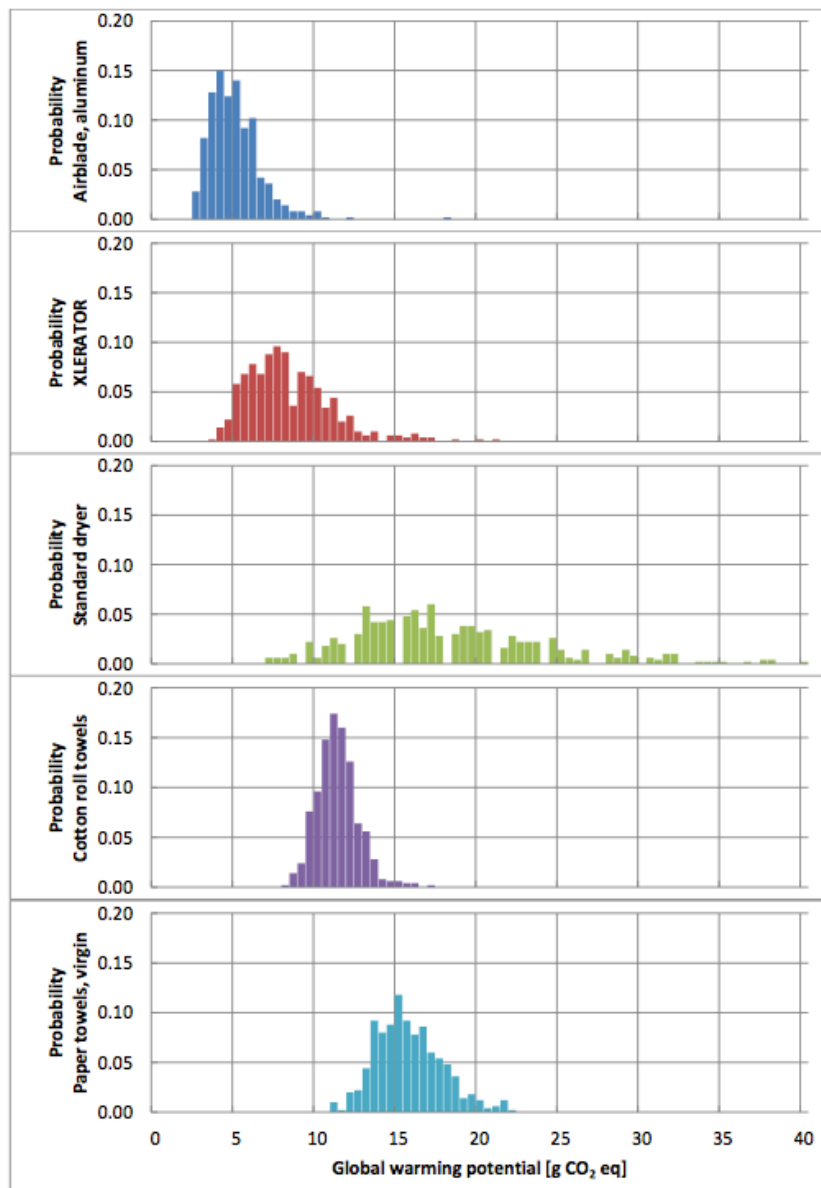 Probability
Airblade, aluminum
0.20
0.15
0.10
0.05
0.00
Probability
XLERATOR
0.20
0.15
0.10
0.05
0.00
Probability
Standard dryer
0.20
0.15
0.10
0.05
0.00
Probability
Cotton roll towels
0.20
0.15
0.10
0.05
0.00
Probability
Paper towels, virgin
0.20
0.15
0.10
0.05
0.00
0 5 10 15 20 25 30 35 40
Global warming potential [g CO₂ eq]